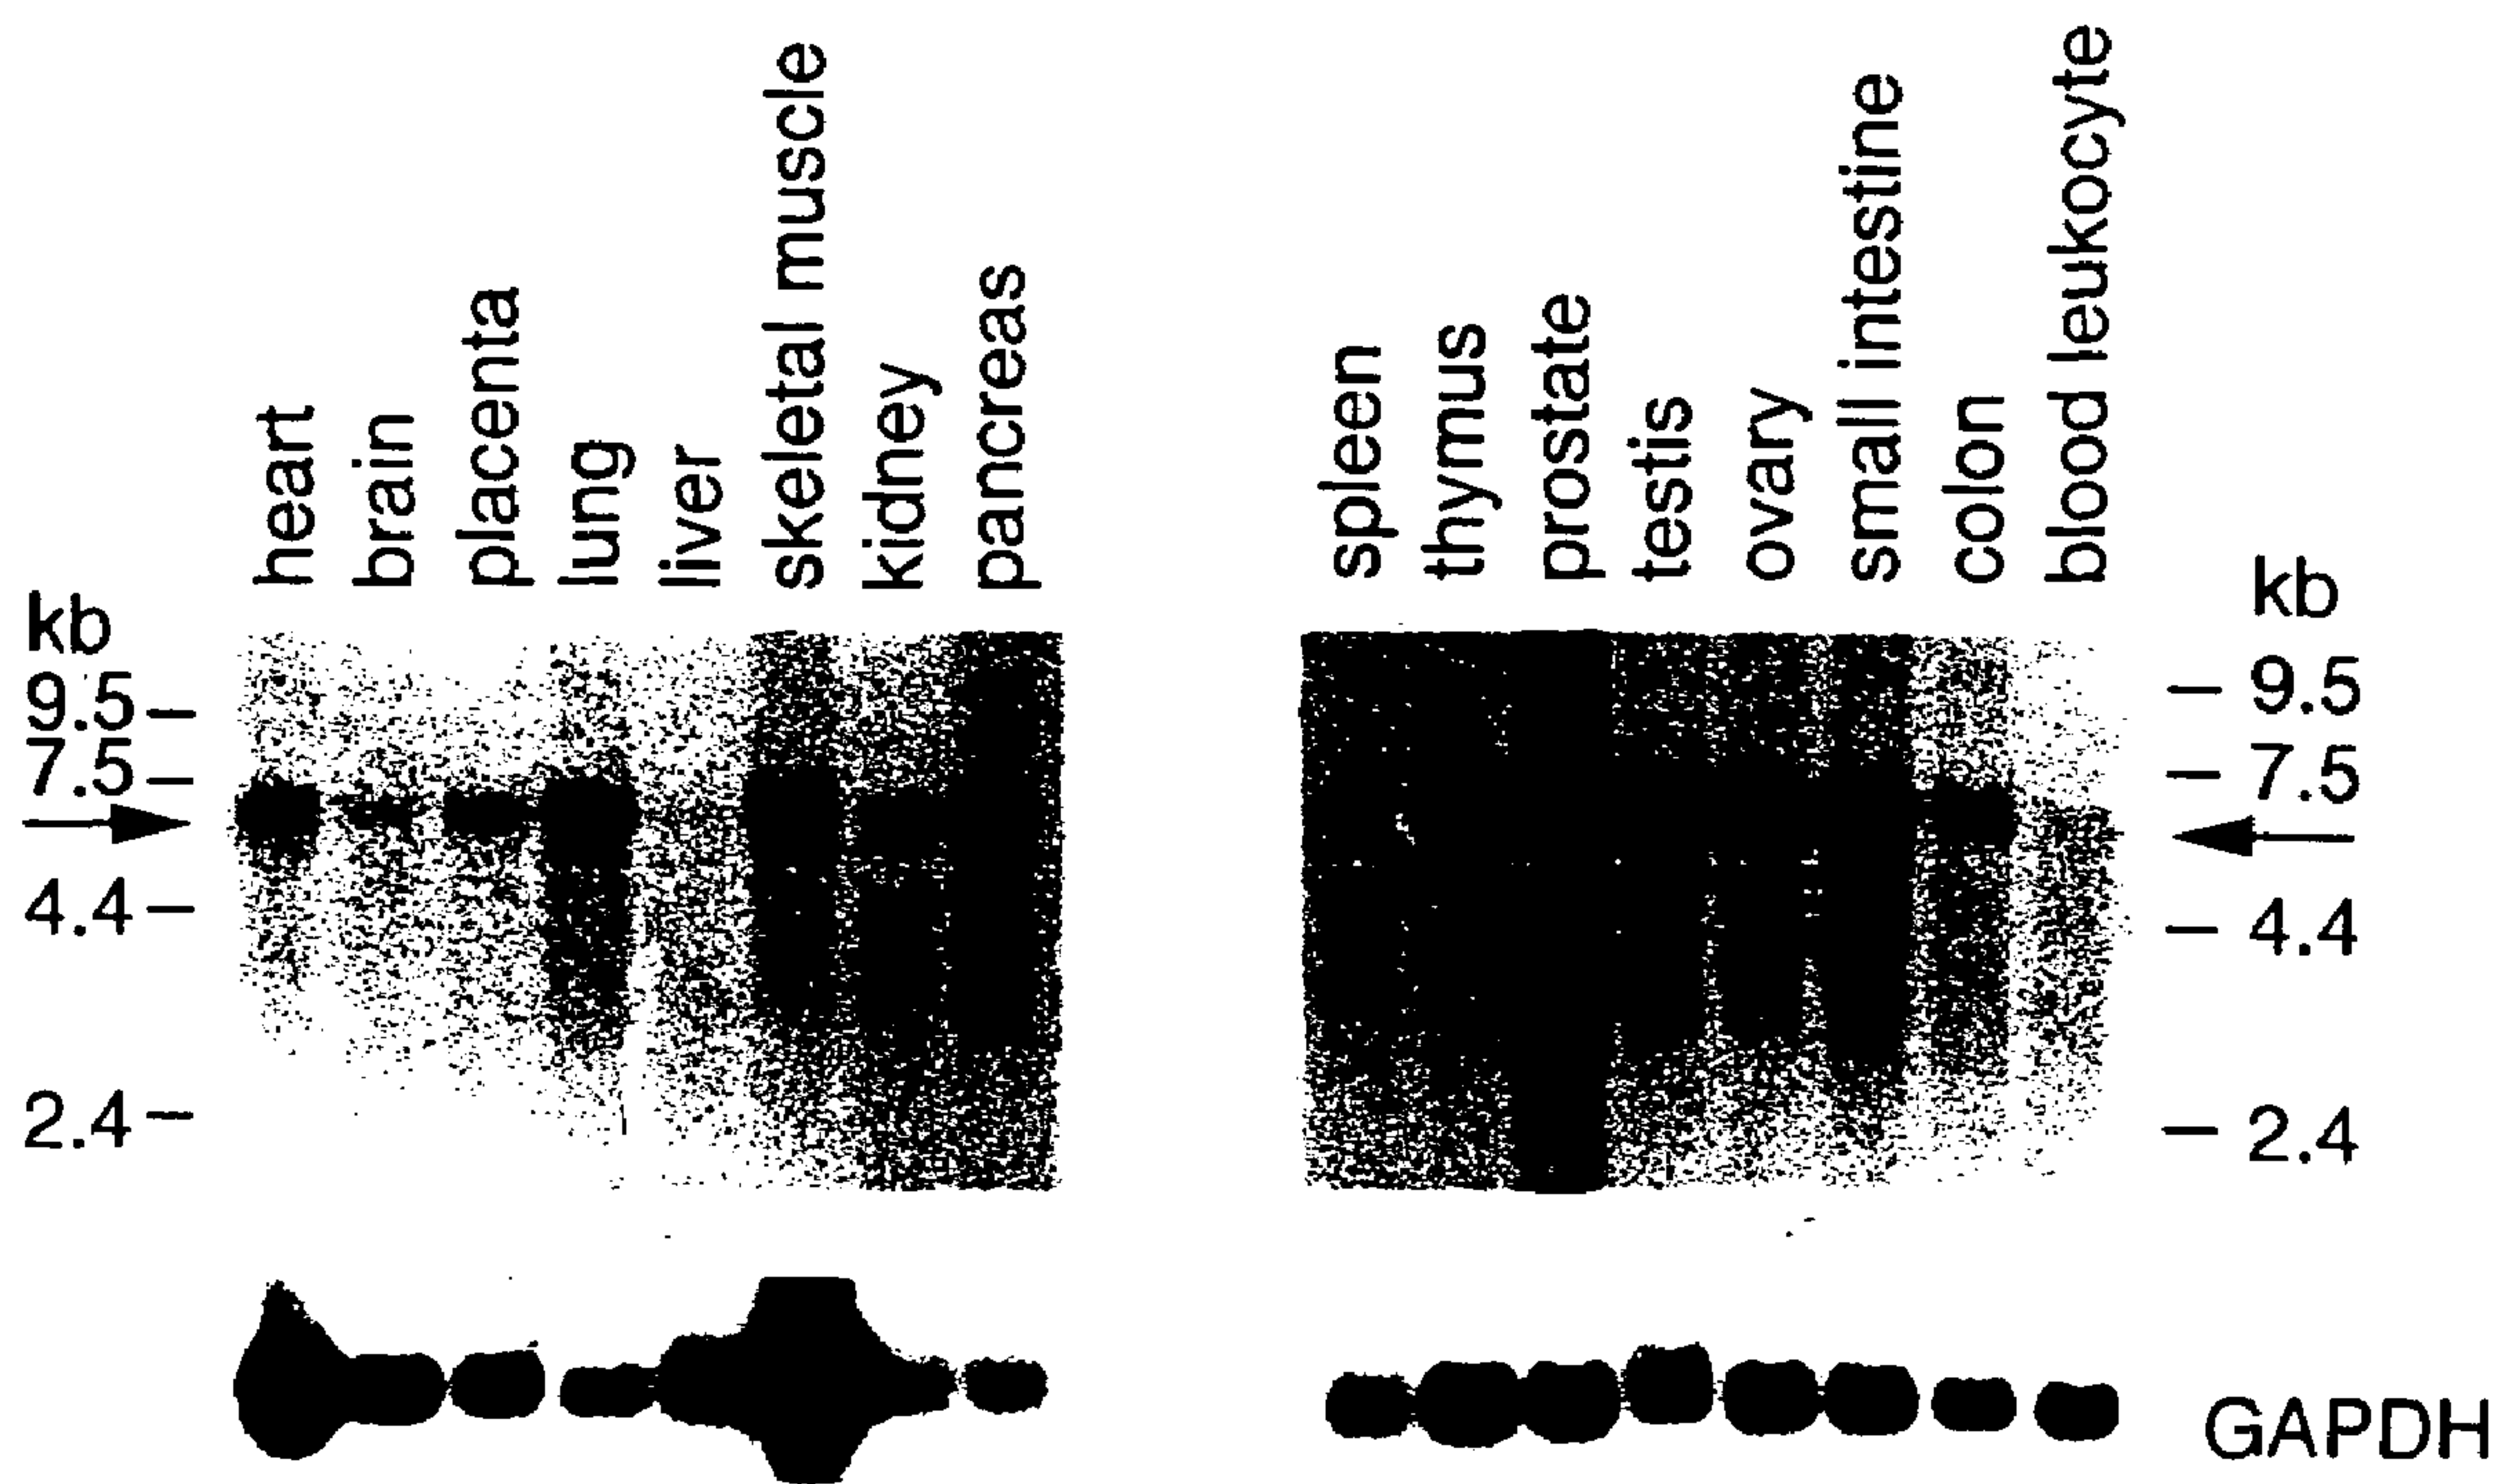 heart
brain
placenta
lung
liver
skeletal muscle
kidney
pancreas
spleen
thymus
prostate
testis
ovary
small intestine
colon
blood leukocyte
kb
9.5
7.5
4.4
2.4
kb
9.5
7.5
4.4
2.4
GAPDH